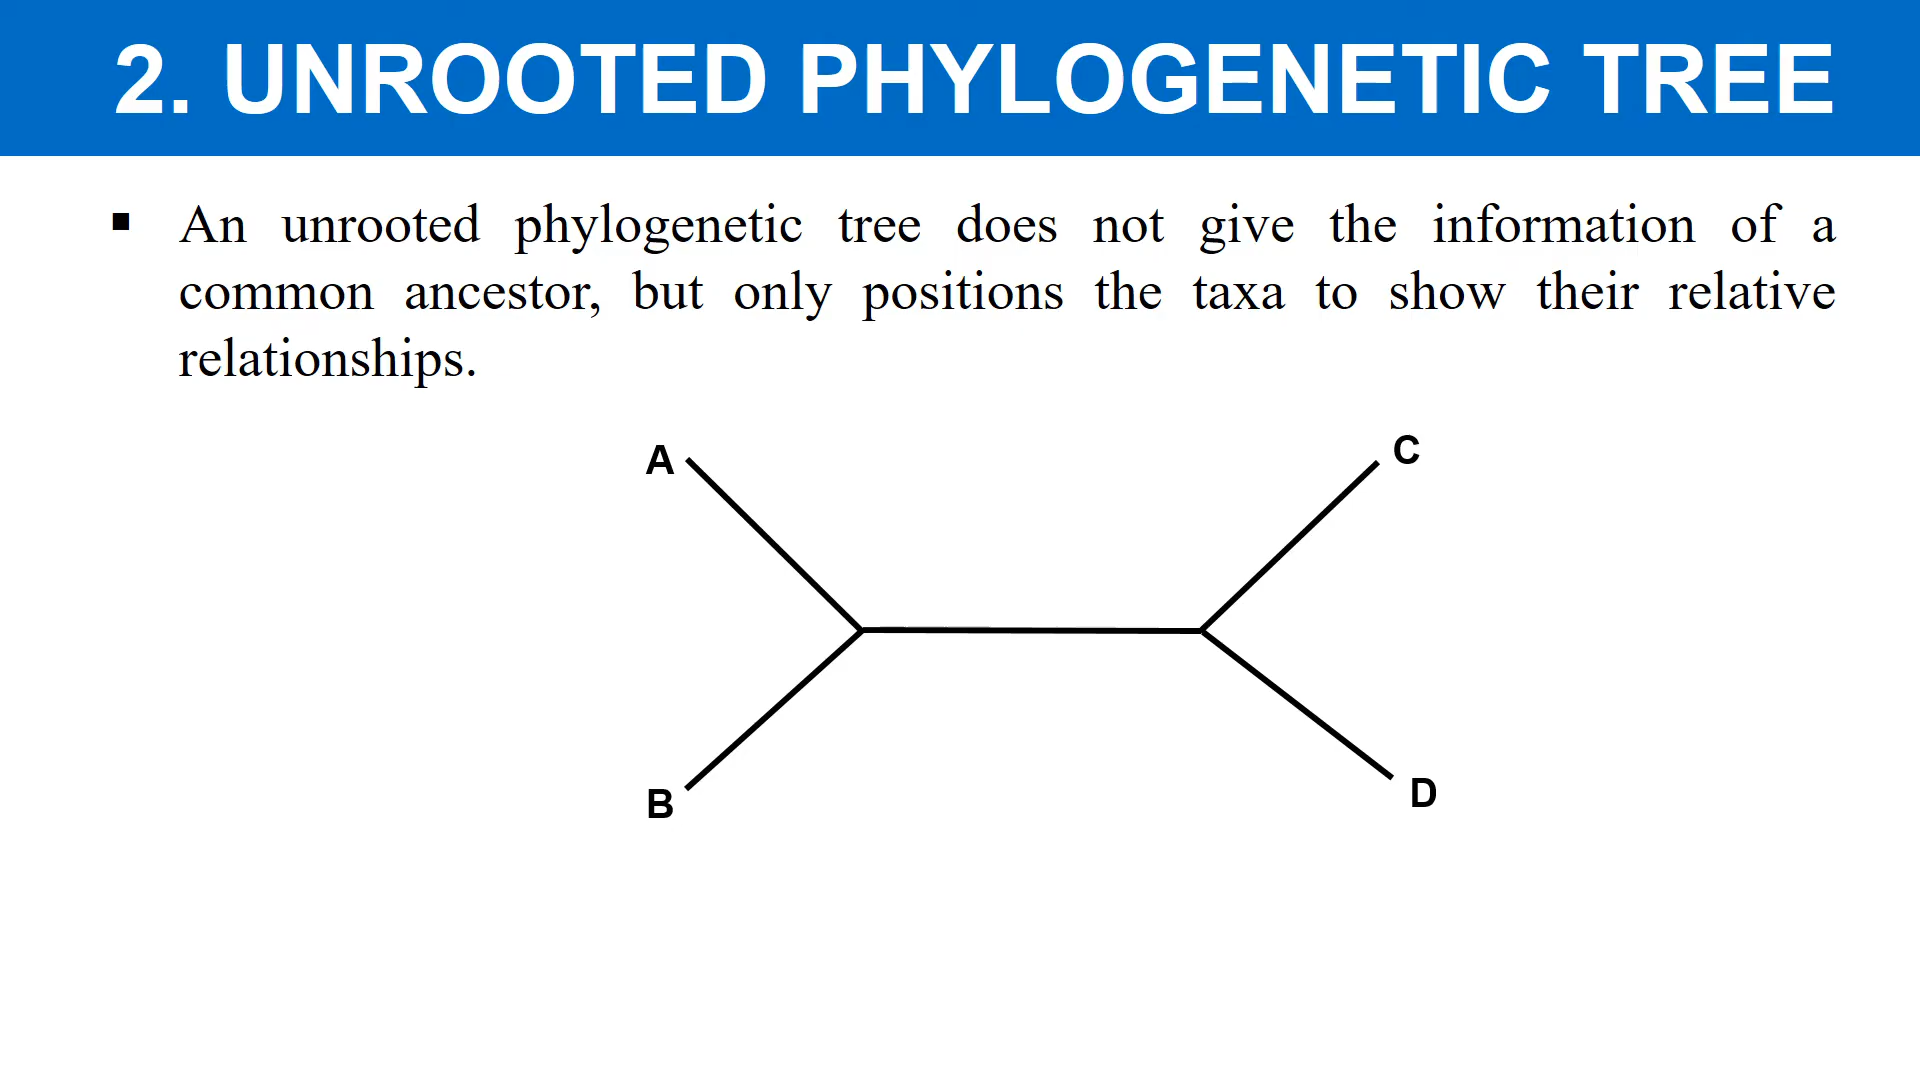 2. UNROOTED PHYLOGENETIC TREE
▪ An unrooted phylogenetic tree does not give the information of a
common ancestor, but only positions the taxa to show their relative
relationships.
A
C
B
D